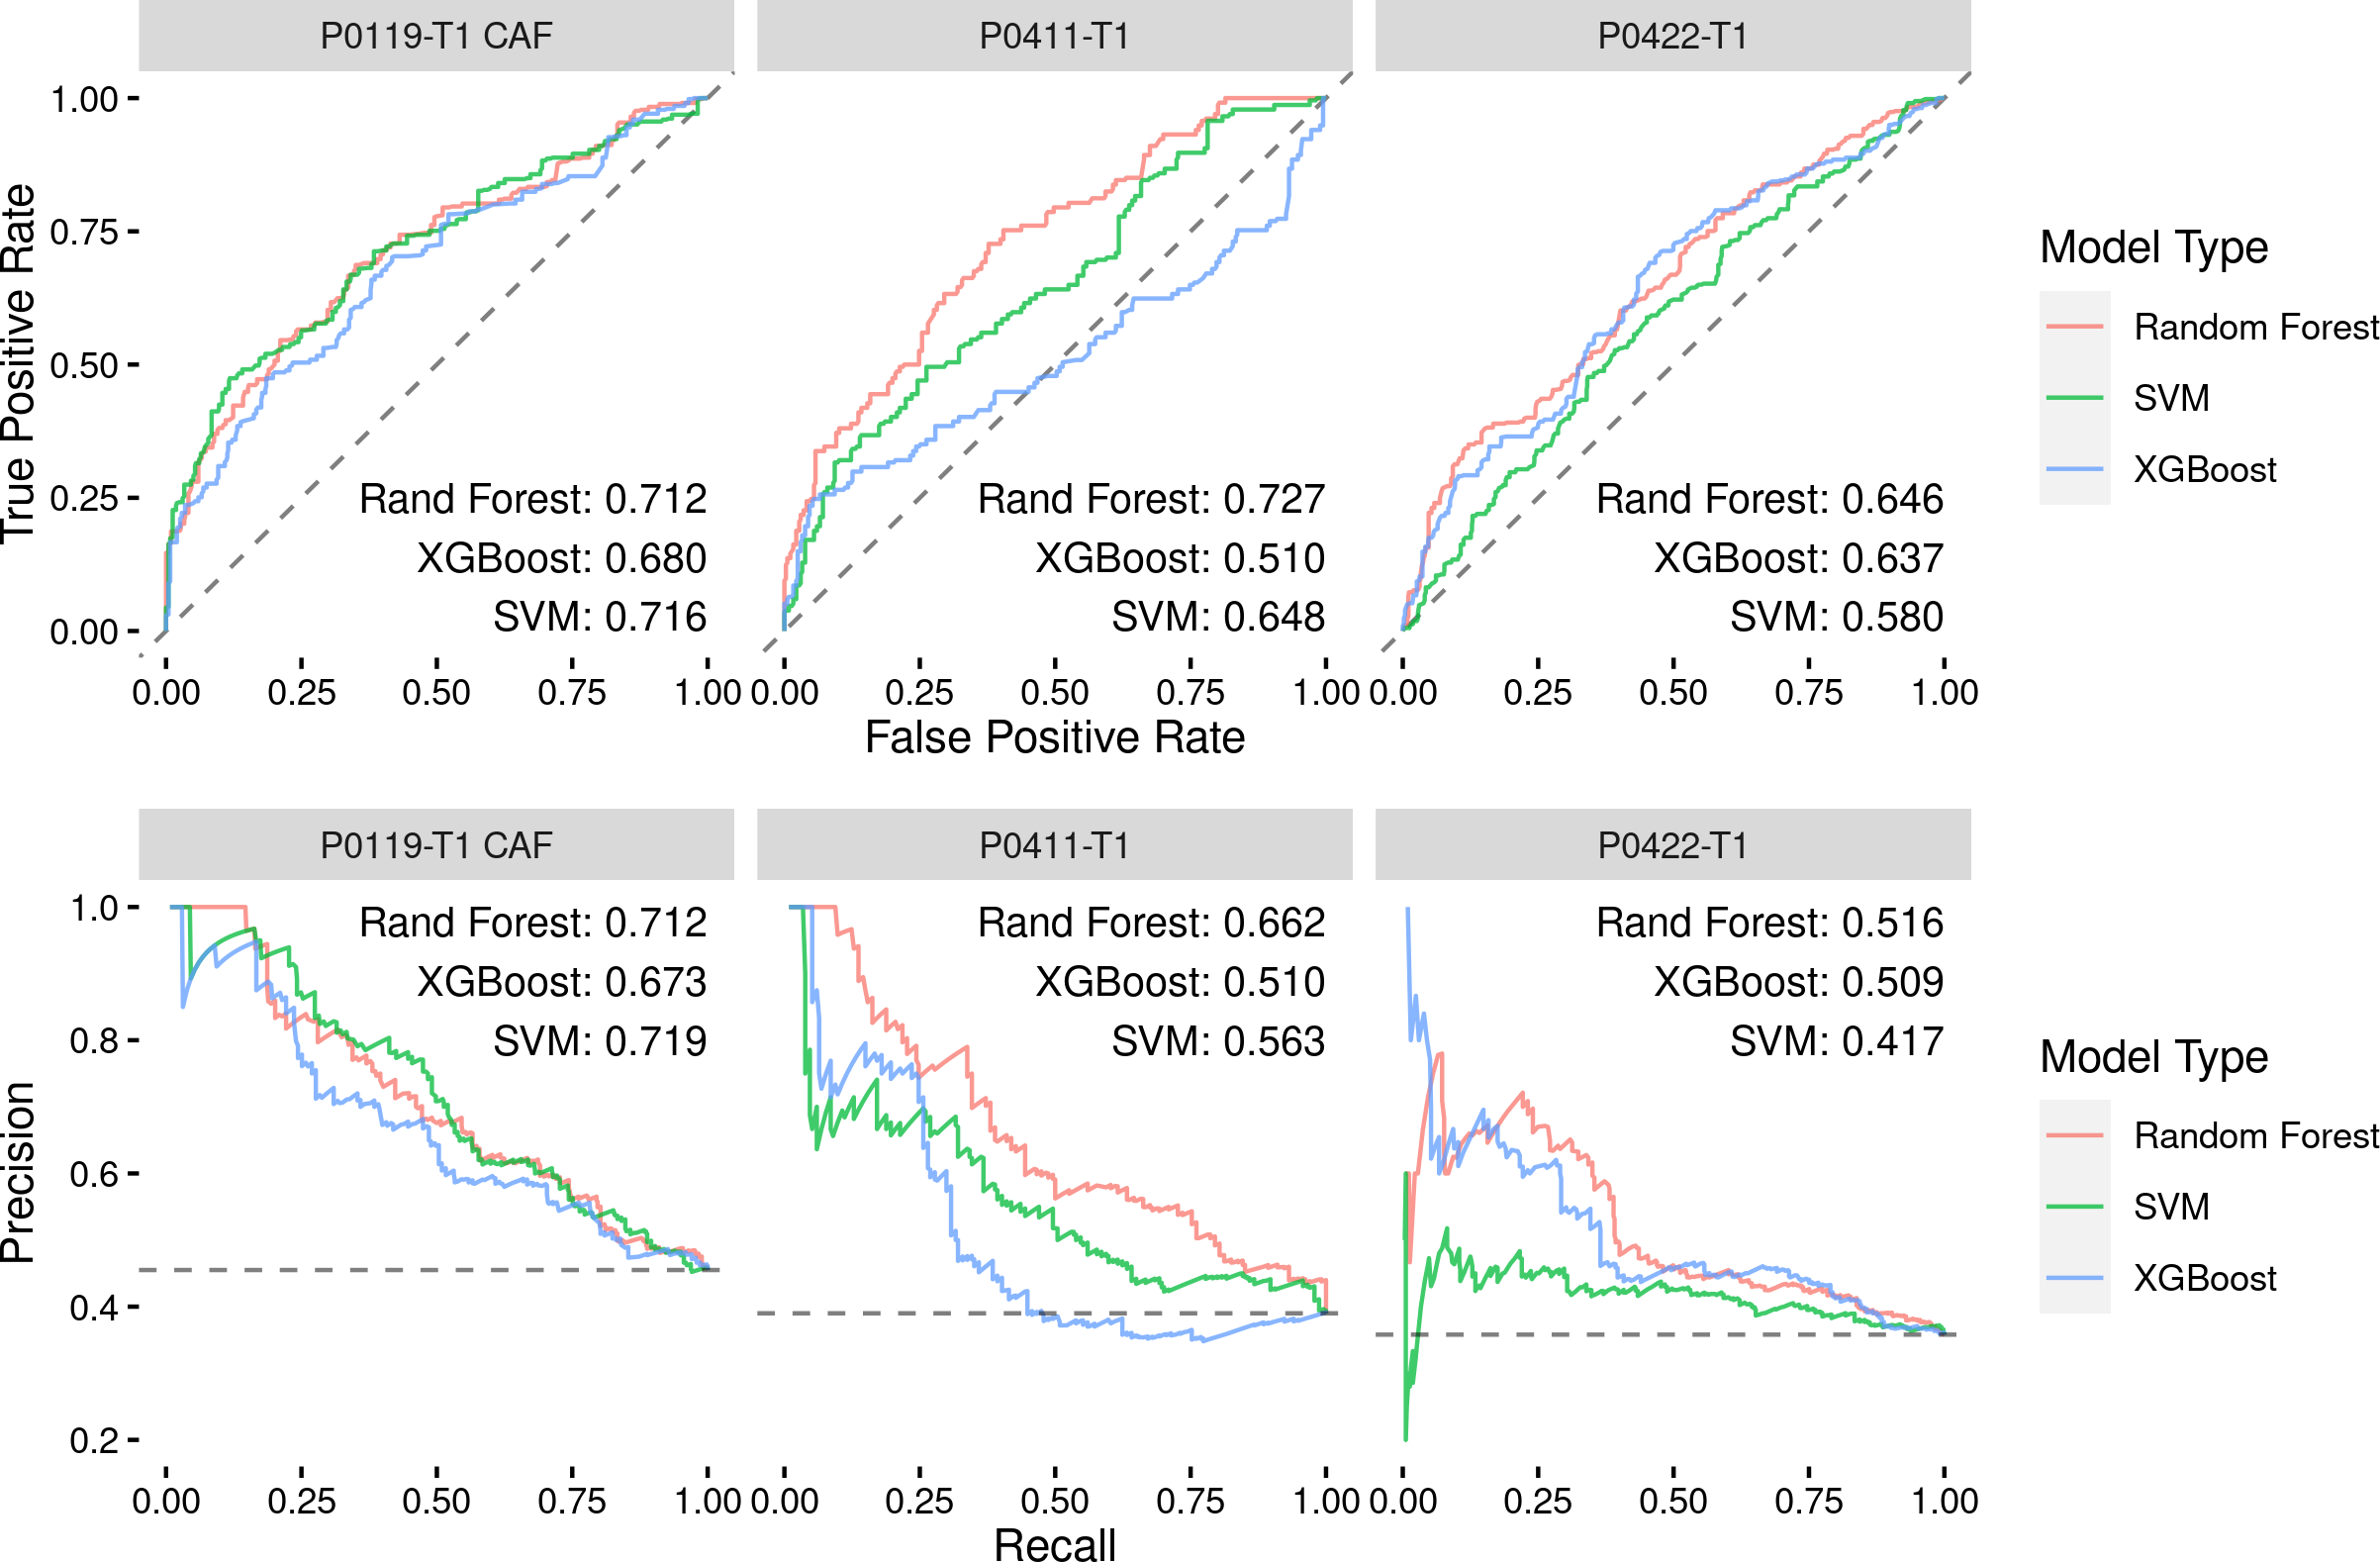 P0119-T1 CAF
P0411-T1
P0422-T1
True Positive Rate
1.00
0.75
0.50
0.25
0.00
Rand Forest: 0.712
XGBoost: 0.680
SVM: 0.716
Rand Forest: 0.727
XGBoost: 0.510
SVM: 0.648
Rand Forest: 0.646
XGBoost: 0.637
SVM: 0.580
0.00 0.25 0.50 0.75 1.00
0.00 0.25 0.50 0.75 1.00
0.00 0.25 0.50 0.75 1.00
False Positive Rate
Model Type
Random Forest
SVM
XGBoost
P0119-T1 CAF
P0411-T1
P0422-T1
Precision
1.0
0.8
0.6
0.4
0.2
Rand Forest: 0.712
XGBoost: 0.673
SVM: 0.719
Rand Forest: 0.662
XGBoost: 0.510
SVM: 0.563
Rand Forest: 0.516
XGBoost: 0.509
SVM: 0.417
0.00 0.25 0.50 0.75 1.00
0.00 0.25 0.50 0.75 1.00
0.00 0.25 0.50 0.75 1.00
Recall
Model Type
Random Forest
SVM
XGBoost